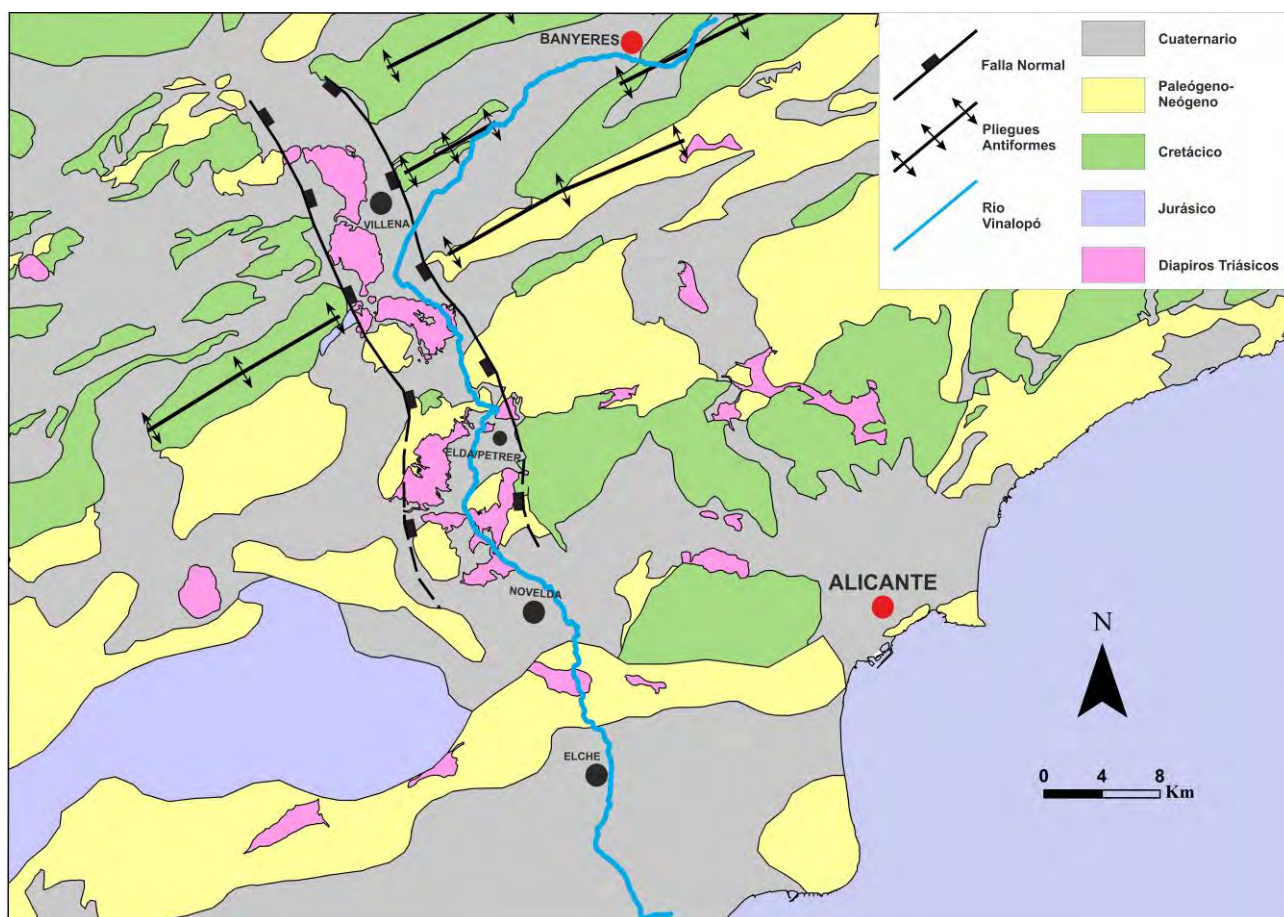 BANYERES
VILLENA
ELDA/PETRER
NOVELDA
ALICANTE
ELCHE
Falla Normal
Pliegues
Antiformes
Río
Vinalopó
Cuaternario
Paleógeno-
Neógeno
Cretácico
Jurásico
Diapiros Triásicos
N
0 4 8
Km